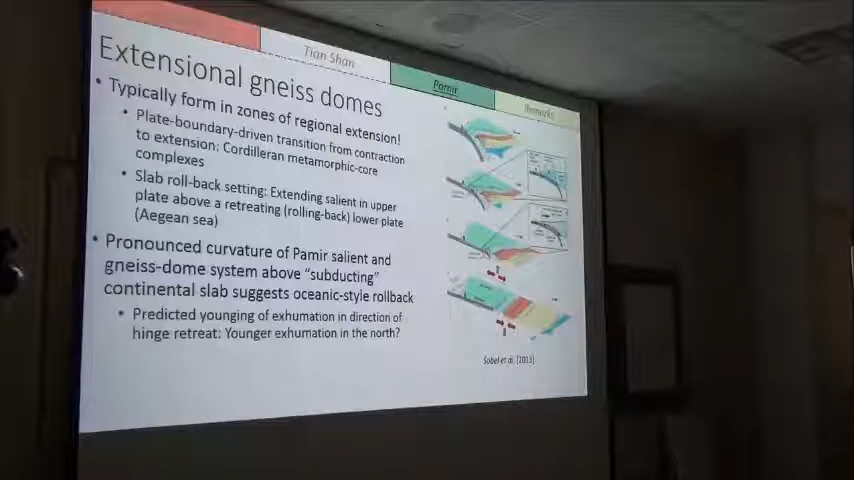 Tian Shan
Pamir
Remarks
Extensional gneiss domes
• Typically form in zones of regional extension!
• Plate-boundary-driven transition from contraction
to extension: Cordilleran metamorphic-core
complexes
• Slab roll-back setting: Extending salient in upper
plate above a retreating (rolling-back) lower plate
(Aegean sea)
• Pronounced curvature of Pamir salient and
gneiss-dome system above "subducting"
continental slab suggests oceanic-style rollback
• Predicted younging of exhumation in direction of
hinge retreat: Younger exhumation in the north?
Sobel et al. [2013]